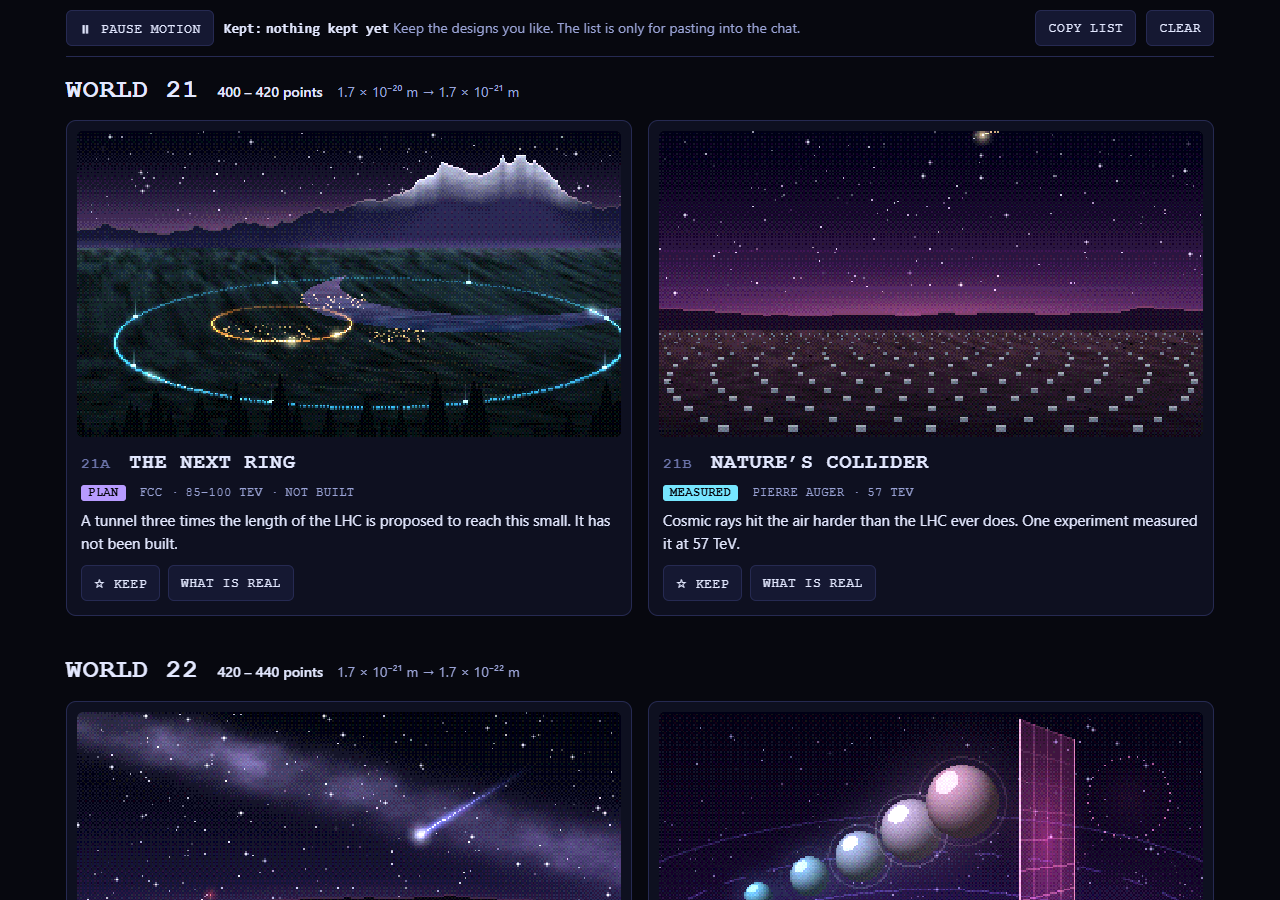 ⏸ PAUSE MOTION Kept: nothing kept yet Keep the designs you like. The list is only for pasting into the chat. COPY LIST CLEAR
WORLD 21 400 – 420 points 1.7 × 10⁻²⁰ m → 1.7 × 10⁻²¹ m
21A THE NEXT RING
PLAN FCC · 85–100 TEV · NOT BUILT
A tunnel three times the length of the LHC is proposed to reach this small. It has
not been built.
☆ KEEP WHAT IS REAL
21B NATURE’S COLLIDER
MEASURED PIERRE AUGER · 57 TEV
Cosmic rays hit the air harder than the LHC ever does. One experiment measured
it at 57 TeV.
☆ KEEP WHAT IS REAL
WORLD 22 420 – 440 points 1.7 × 10⁻²¹ m → 1.7 × 10⁻²² m